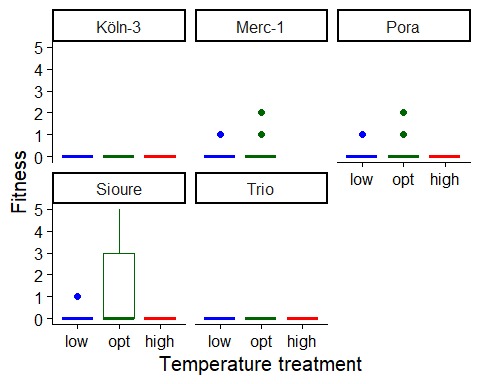 Köln-3 Merc-1 Pora
5
4
3
2
1
0
low opt high
Fitness
Sioure Trio
5
4
3
2
1
0
low opt high low opt high
Temperature treatment